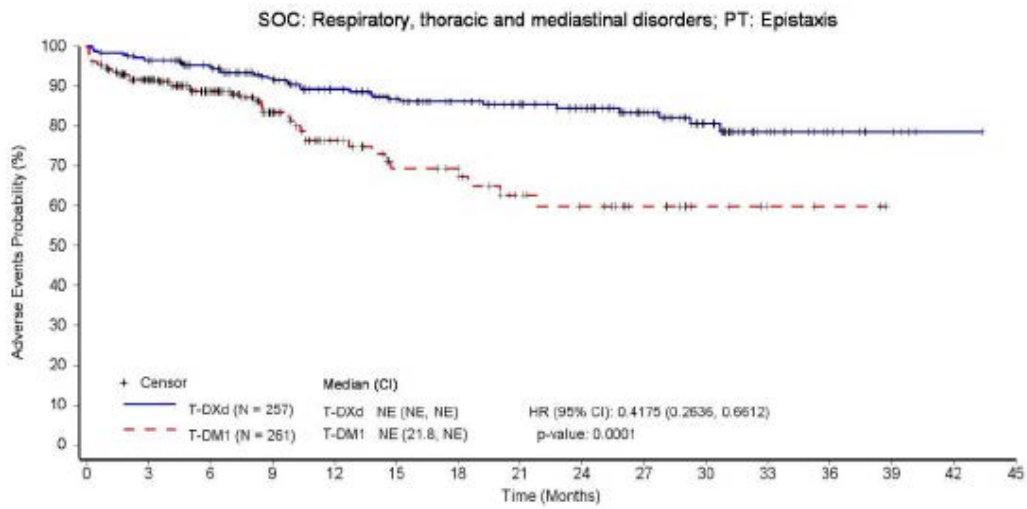 SOC: Respiratory, thoracic and mediastinal disorders; PT: Epistaxis
Adverse Events Probability (%)
100
90
80
70
60
50
40
30
20
10
0
+ Censor
Median (CI)
T-DXd (N = 257)
T-DXd NE (NE, NE)
HR (95% CI): 0.4175 (0.2636, 0.6612)
T-DM1 (N = 261)
T-DM1 NE (21.8, NE)
p-value: 0.0001
0 3 6 9 12 15 18 21 24 27 30 33 36 39 42 45
Time (Months)